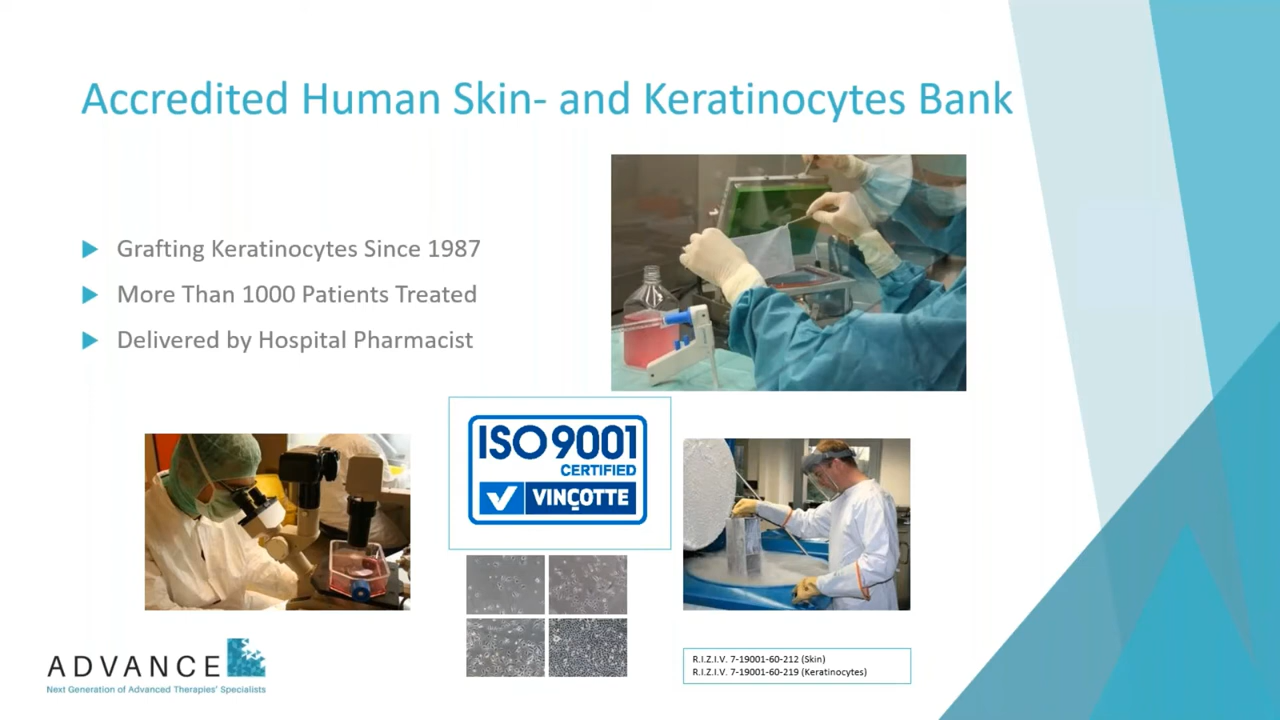 Accredited Human Skin- and Keratinocytes Bank
Grafting Keratinocytes Since 1987
More Than 1000 Patients Treated
Delivered by Hospital Pharmacist
ISO 9001
CERTIFIED
VINÇOTTE
R.I.Z.I.V. 7-19001-60-212 (Skin)
R.I.Z.I.V. 7-19001-60-219 (Keratinocytes)
ADVANCE
Next Generation of Advanced Therapies' Specialists